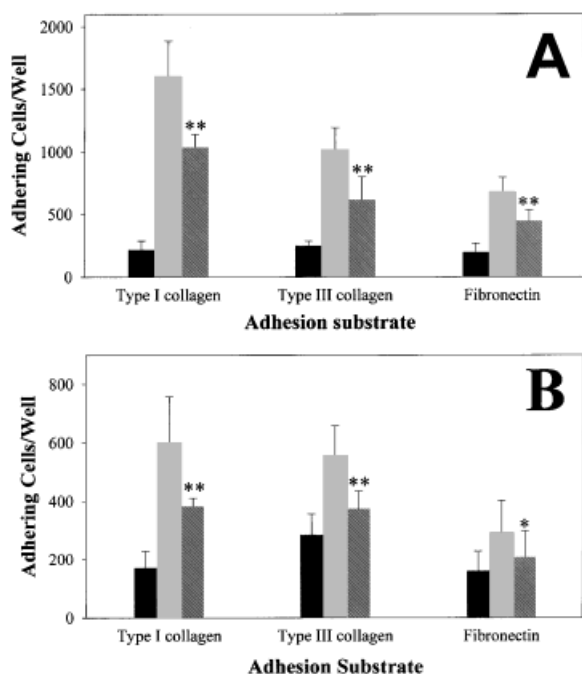 A
2000
1500
1000
500
0
Adhering Cells/Well
**
**
**
Type I collagen Type III collagen Fibronectin
Adhesion substrate
B
800
600
400
200
0
Adhering Cells/Well
**
**
*
Type I collagen Type III collagen Fibronectin
Adhesion Substrate